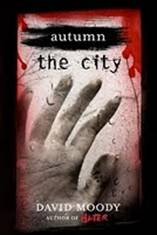 autumn
the city
DAVID MOODY
AUTHOR OF HATER